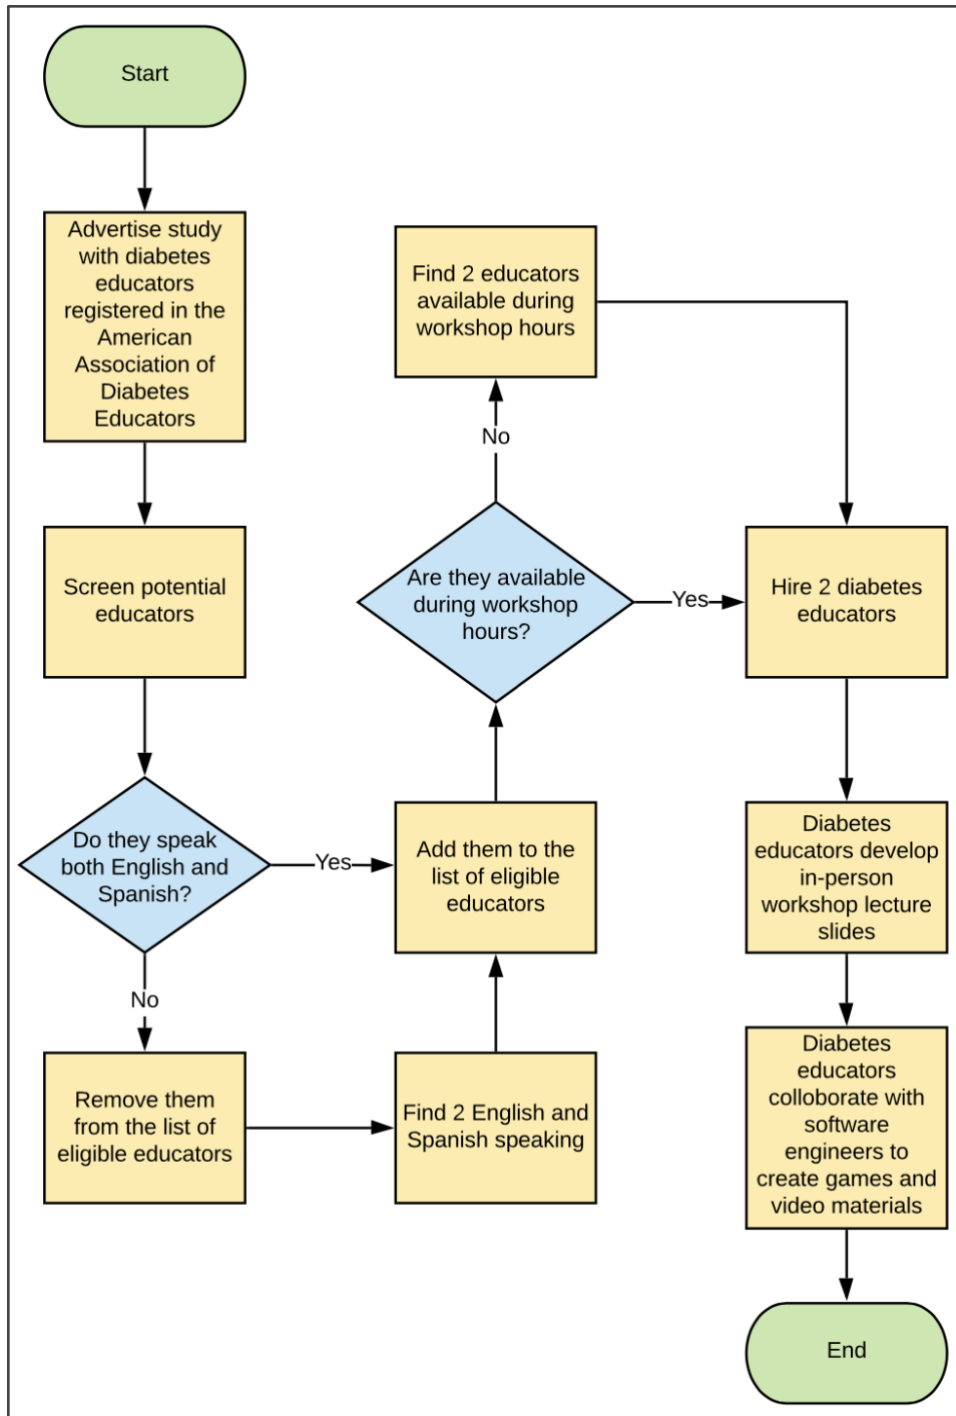 Start
Advertise study
with diabetes
educators
registered in the
American
Association of
Diabetes
Educators
Screen potential
educators
Do they speak
both English and
Spanish?
Yes
No
Remove them
from the list of
eligible educators
Find 2 English and
Spanish speaking
Add them to the
list of eligible
educators
Are they available
during workshop
hours?
No
Yes
Find 2 educators
available during
workshop hours
Hire 2 diabetes
educators
Diabetes
educators develop
in-person
workshop lecture
slides
Diabetes
educators
colloborate with
software
engineers to
create games and
video materials
End